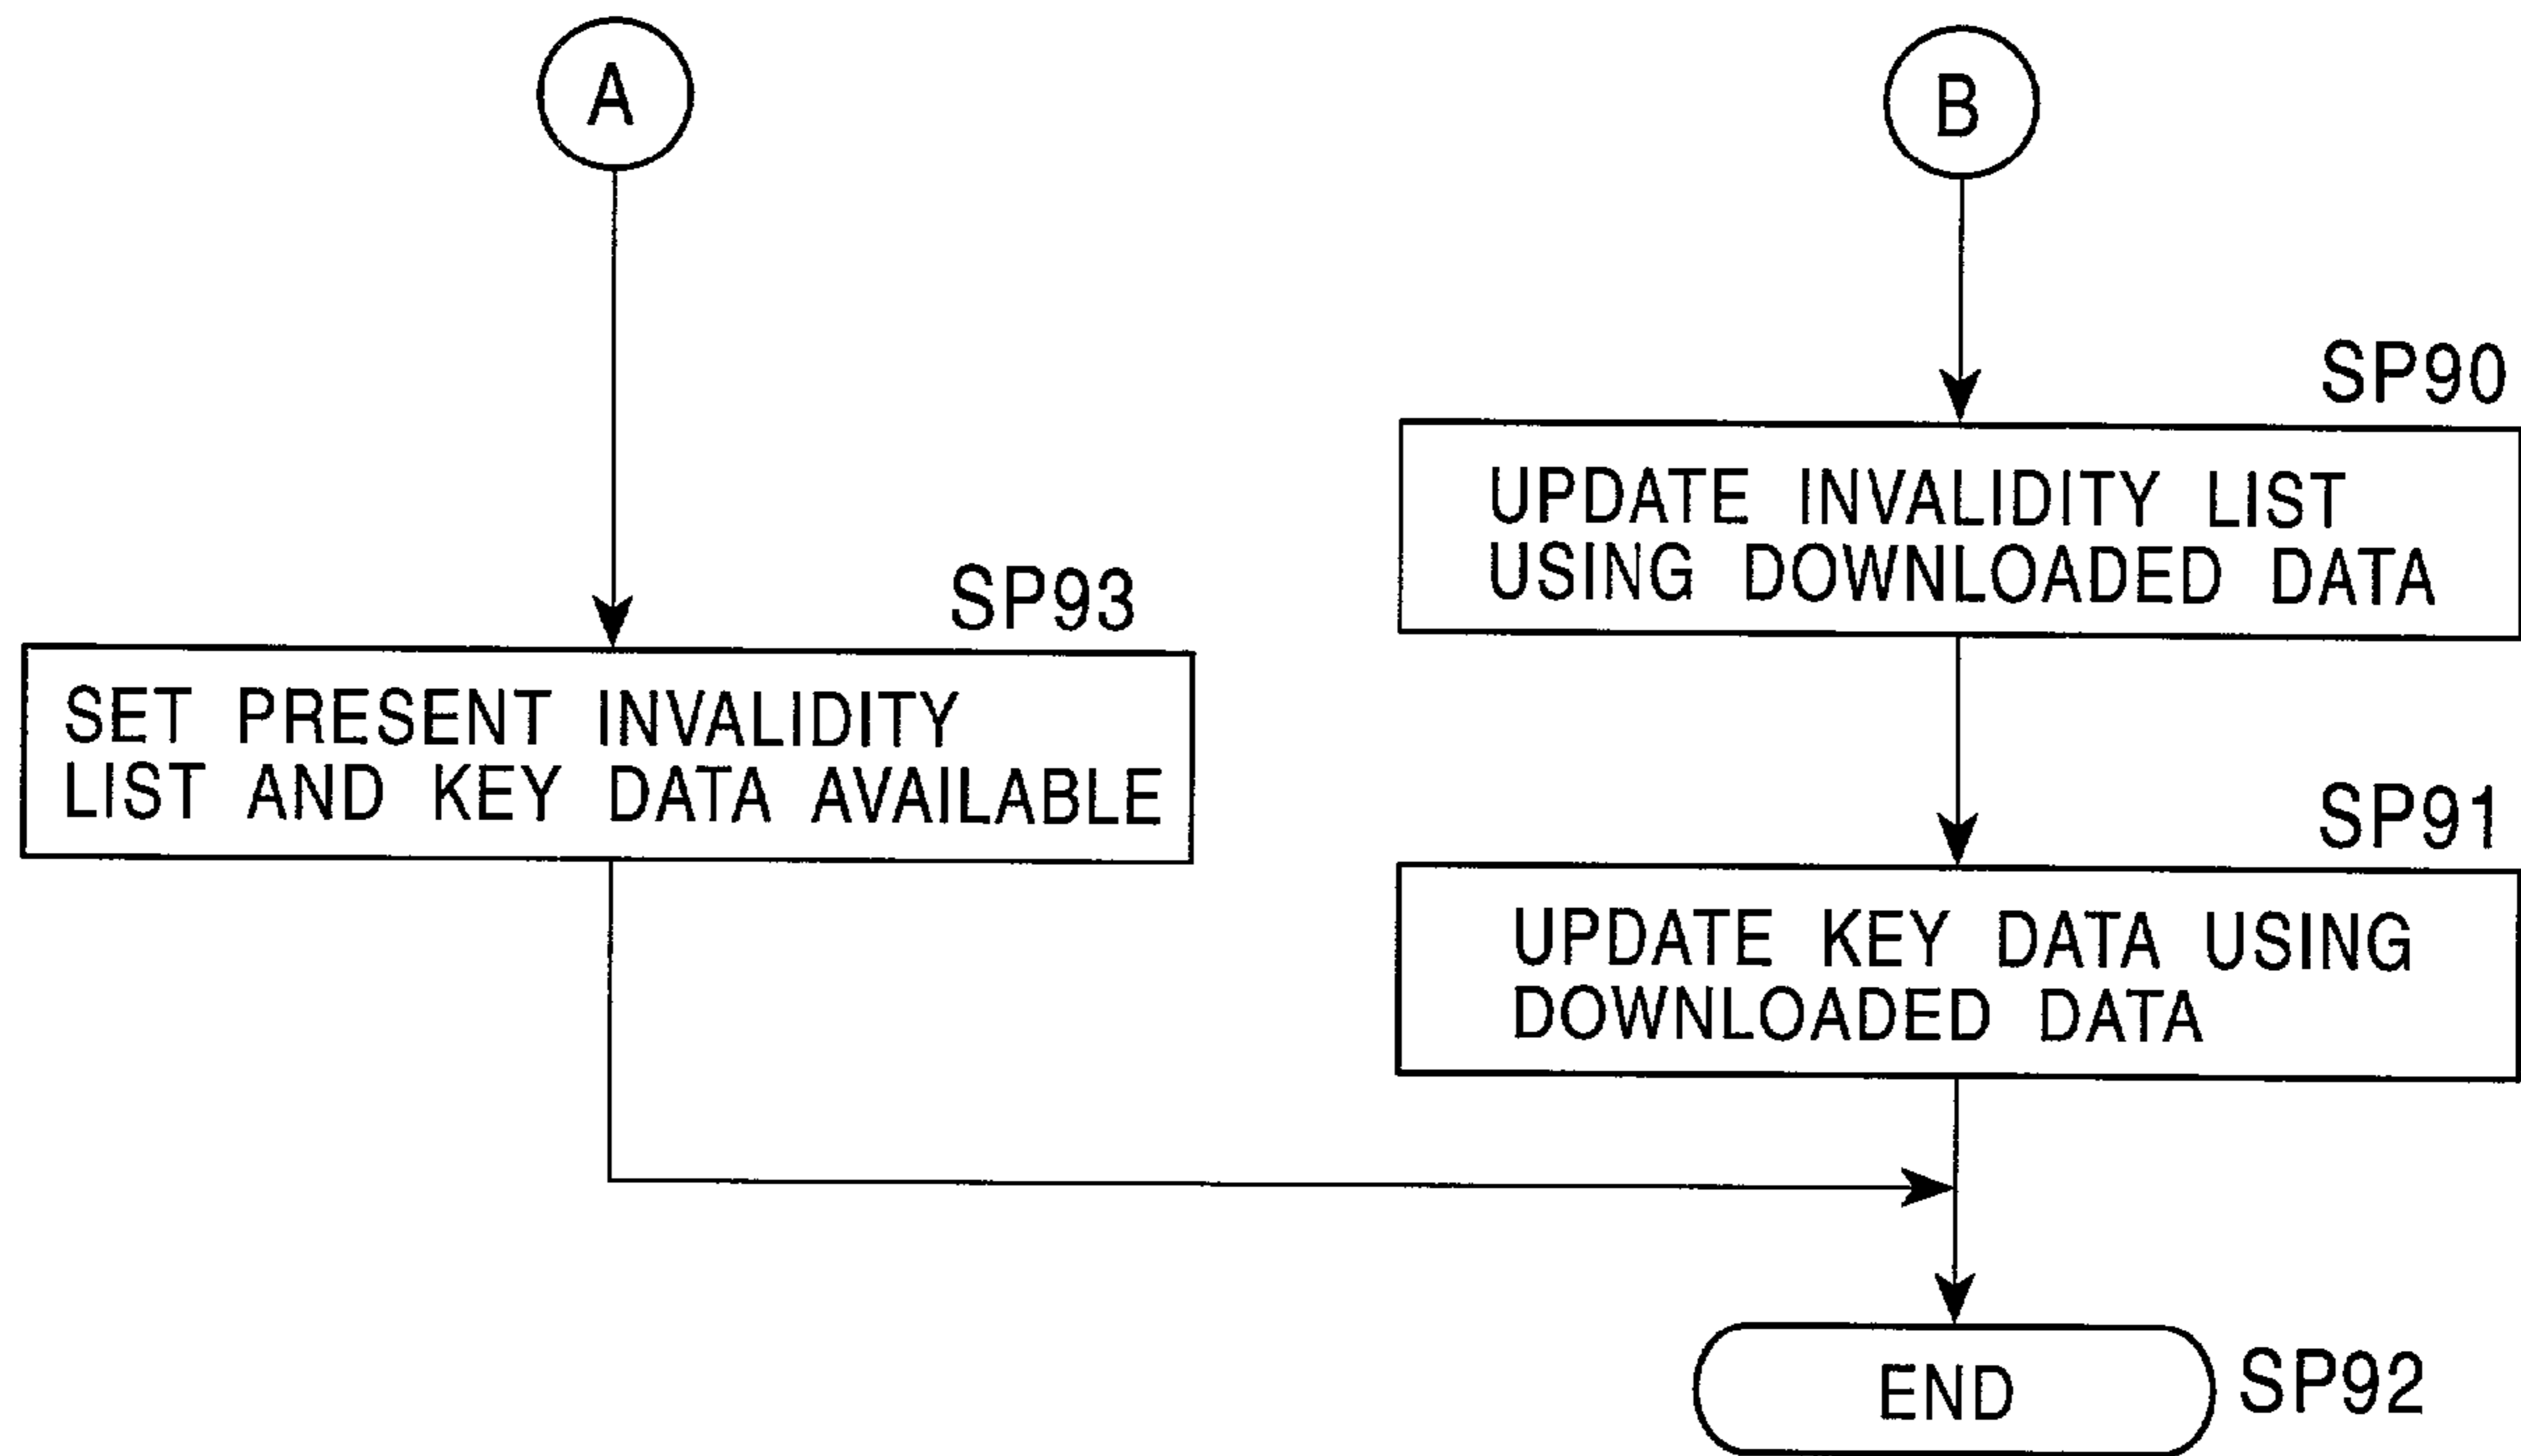 A
B
SP90
UPDATE INVALIDITY LIST
USING DOWNLOADED DATA
SP93
SET PRESENT INVALIDITY
LIST AND KEY DATA AVAILABLE
SP91
UPDATE KEY DATA USING
DOWNLOADED DATA
END
SP92